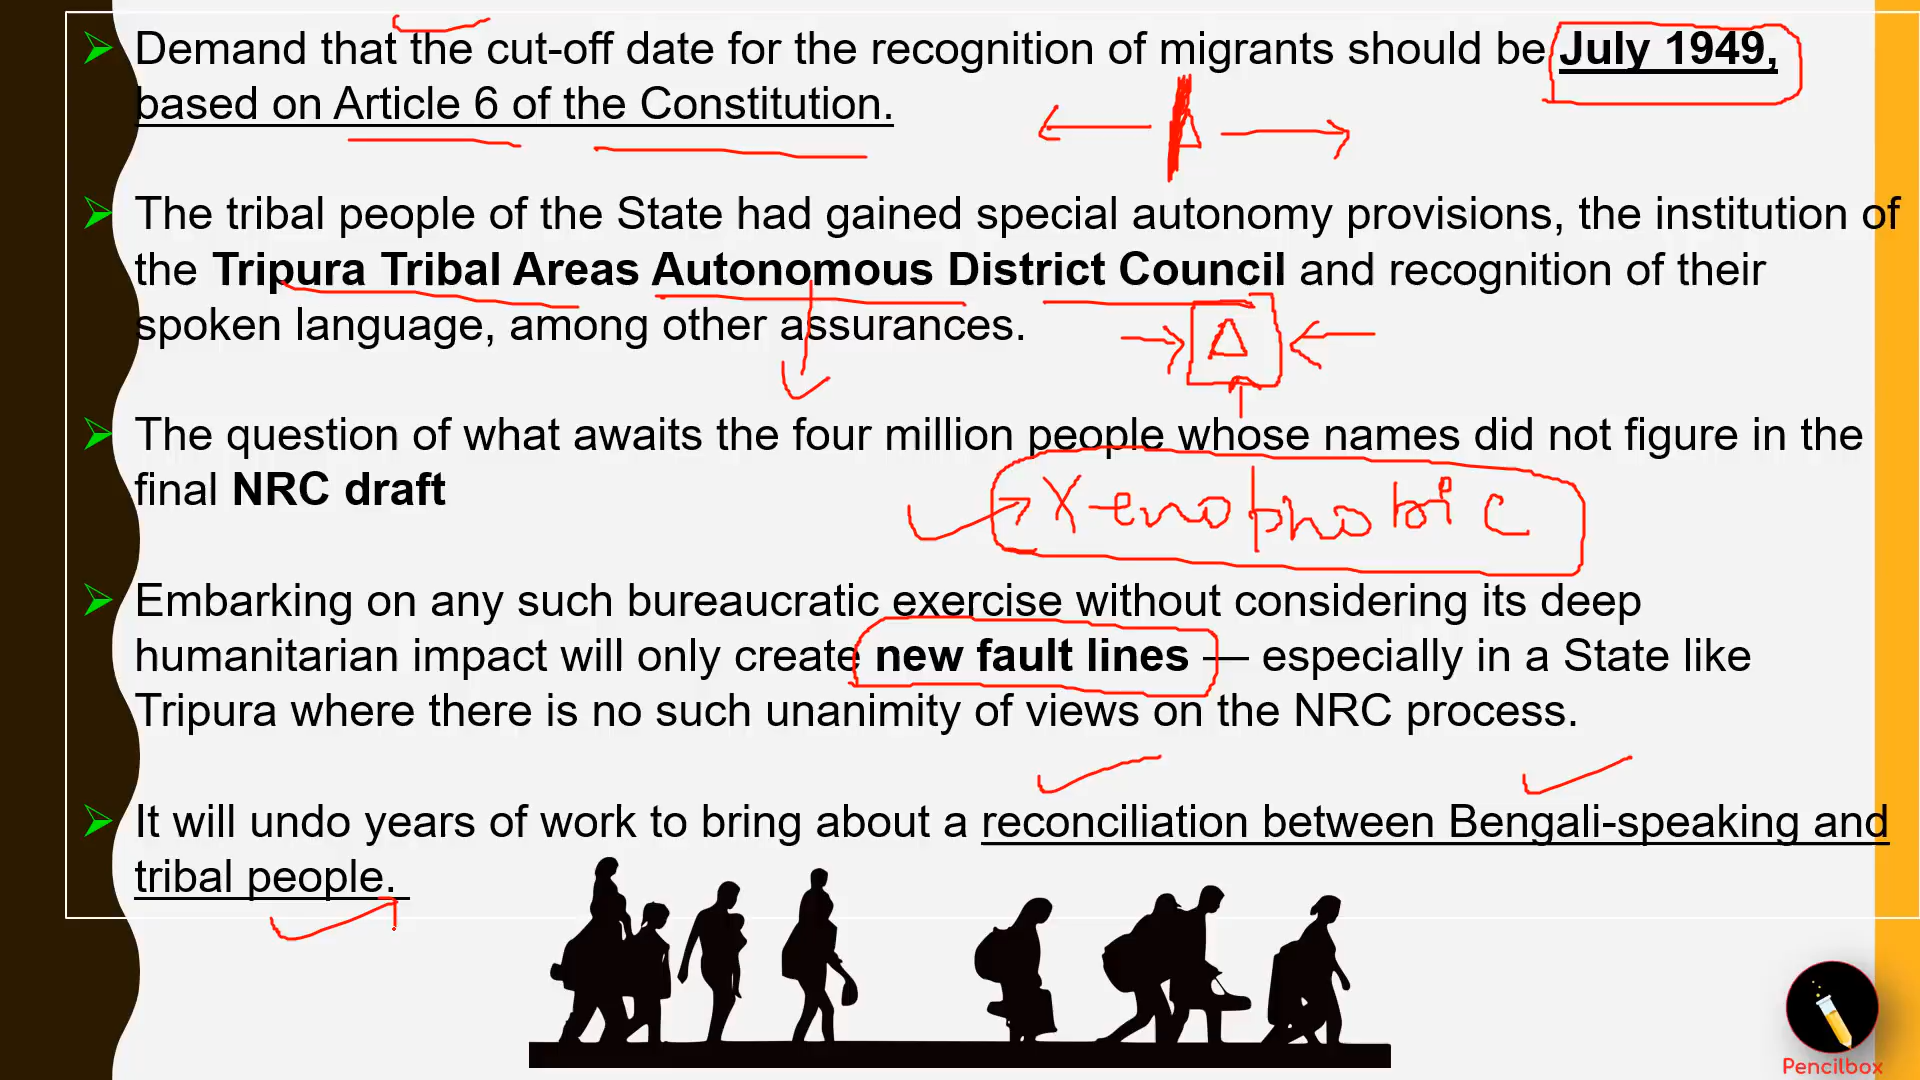 Demand that the cut-off date for the recognition of migrants should be July 1949,
based on Article 6 of the Constitution.
The tribal people of the State had gained special autonomy provisions, the institution of
the Tripura Tribal Areas Autonomous District Council and recognition of their
spoken language, among other assurances.
The question of what awaits the four million people whose names did not figure in the
final NRC draft
Xenophobic
Embarking on any such bureaucratic exercise without considering its deep
humanitarian impact will only create new fault lines — especially in a State like
Tripura where there is no such unanimity of views on the NRC process.
It will undo years of work to bring about a reconciliation between Bengali-speaking and
tribal people.
Pencilbox